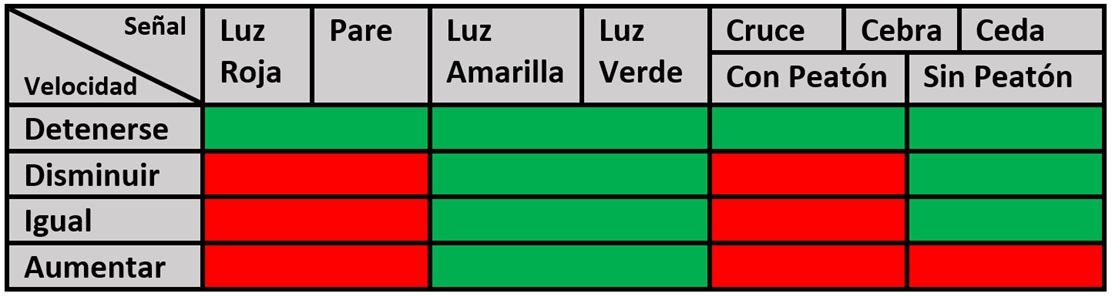 Señal
Velocidad
Luz Roja
Pare
Luz Amarilla
Luz Verde
Cruce
Cebra
Ceda
Con Peatón
Sin Peatón
Detenerse
Disminuir
Igual
Aumentar